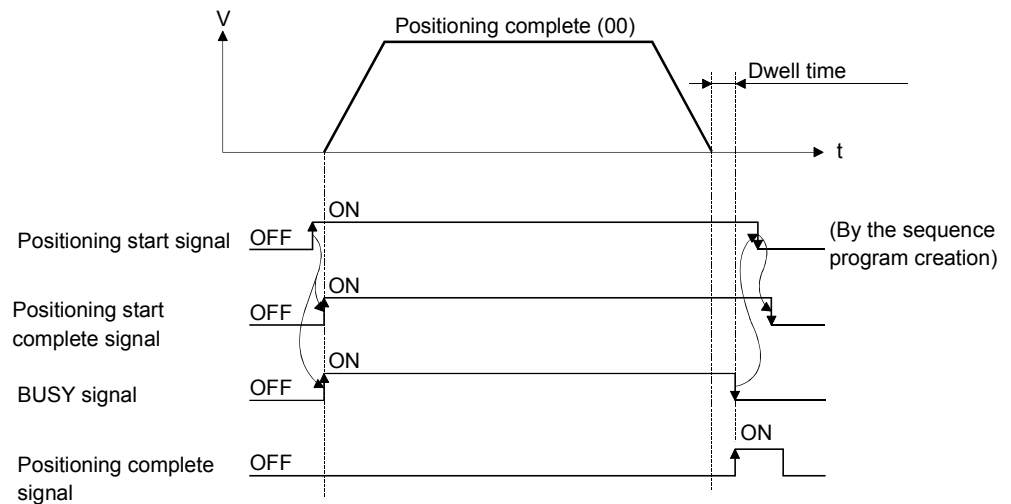 V
Positioning complete (00)
Dwell time
t
ON
Positioning start signal
OFF
(By the sequence
program creation)
ON
Positioning start
complete signal
OFF
ON
BUSY signal
OFF
ON
Positioning complete
signal
OFF